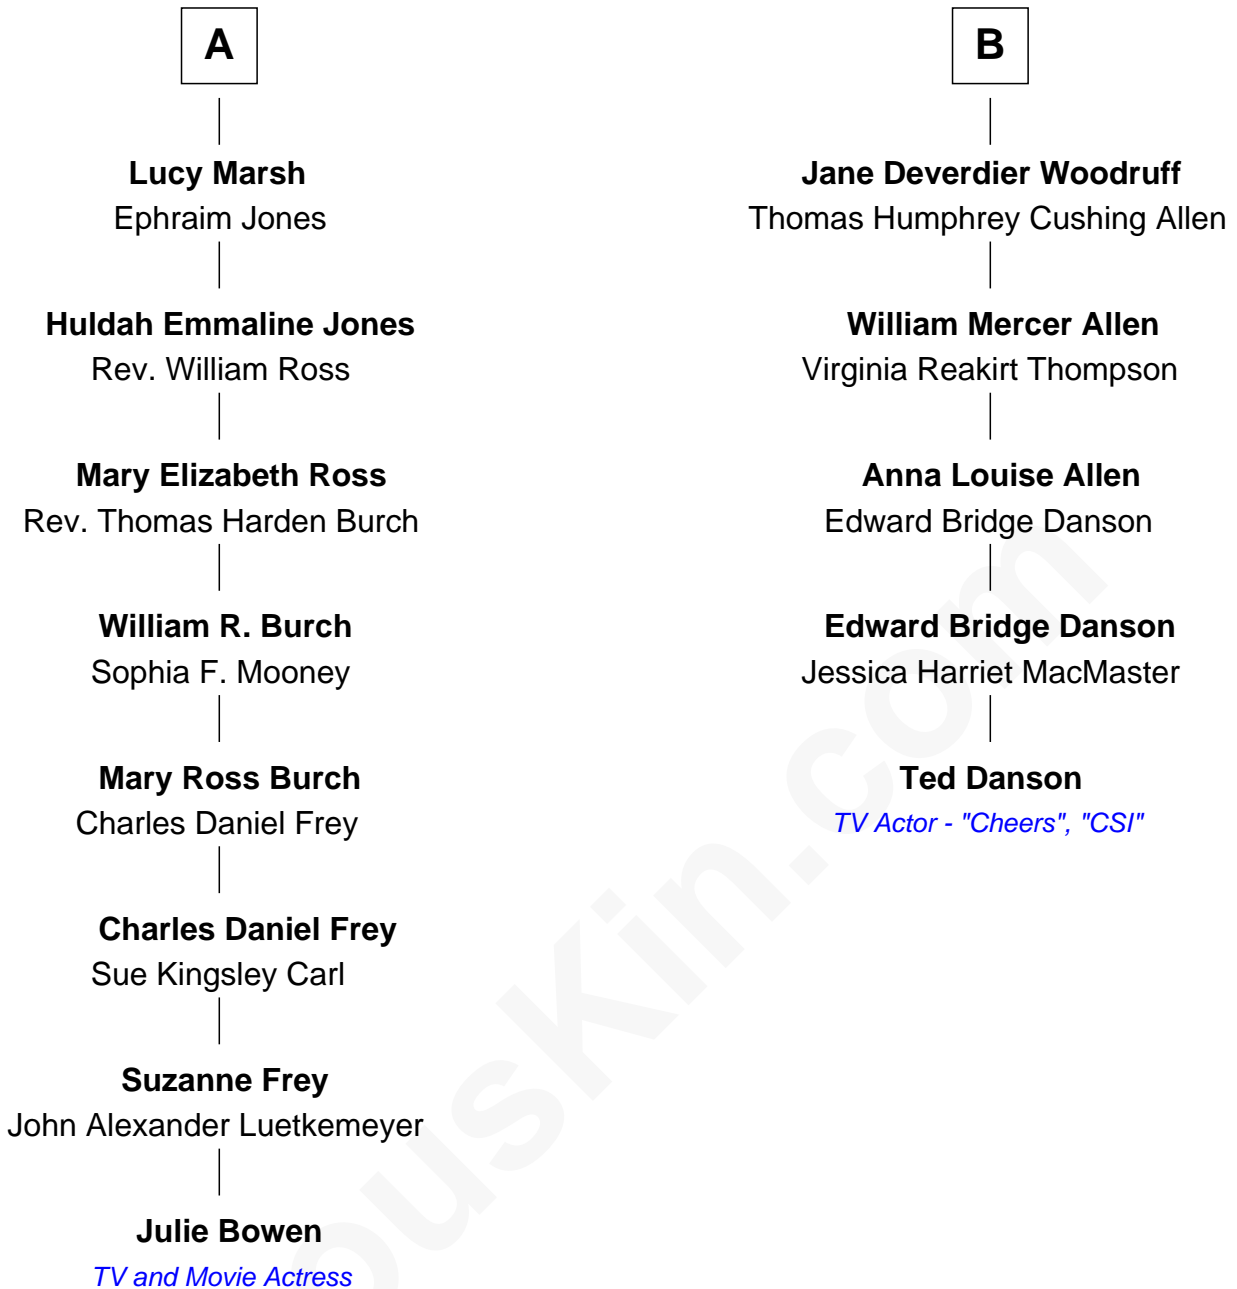 A
Lucy Marsh
Ephraim Jones
Huldah Emmaline Jones
Rev. William Ross
Mary Elizabeth Ross
Rev. Thomas Harden Burch
William R. Burch
Sophia F. Mooney
Mary Ross Burch
Charles Daniel Frey
Charles Daniel Frey
Sue Kingsley Carl
Suzanne Frey
John Alexander Luetkemeyer
Julie Bowen
TV and Movie Actress
B
Jane Deverdier Woodruff
Thomas Humphrey Cushing Allen
William Mercer Allen
Virginia Reakirt Thompson
Anna Louise Allen
Edward Bridge Danson
Edward Bridge Danson
Jessica Harriet MacMaster
Ted Danson
TV Actor - "Cheers", "CSI"
ousKin.com